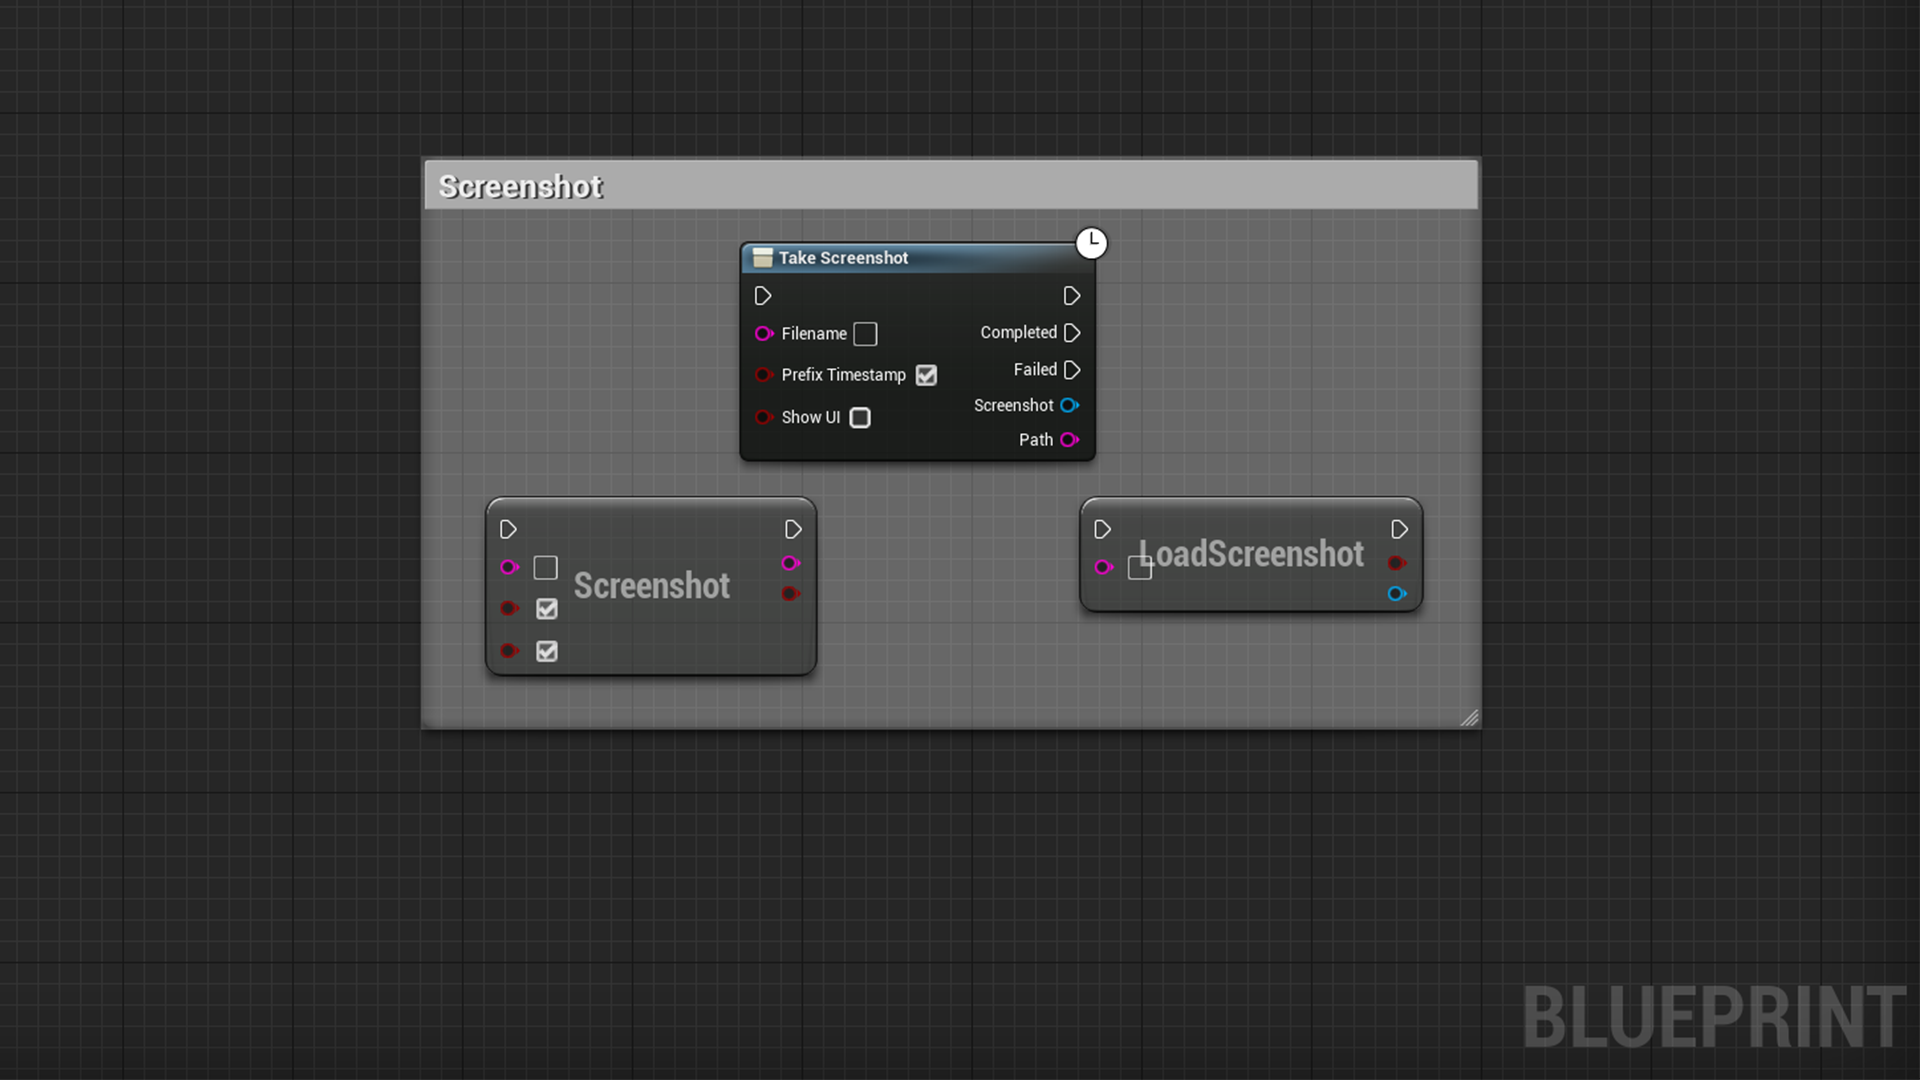 Screenshot
Take Screenshot
Filename
Completed
Prefix Timestamp
Failed
Show UI
Screenshot
Path
Screenshot
LoadScreenshot
BLUEPRINT